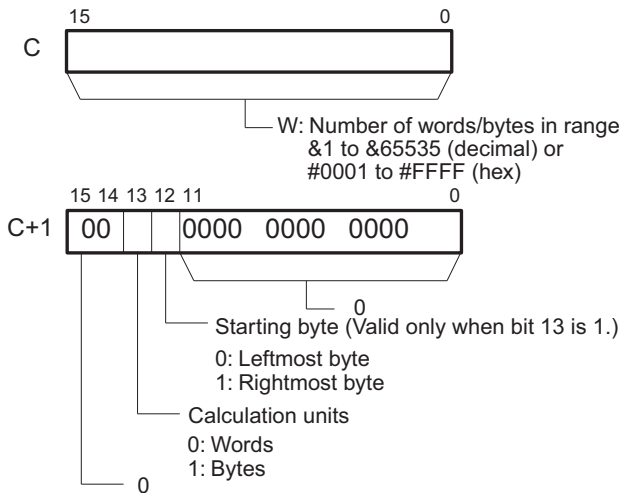 15 0
C
W: Number of words/bytes in range
&1 to &65535 (decimal) or
#0001 to #FFFF (hex)
15 14 13 12 11 0
C+1 00 0000 0000 0000
0
Starting byte (Valid only when bit 13 is 1.)
0: Leftmost byte
1: Rightmost byte
Calculation units
0: Words
1: Bytes
0